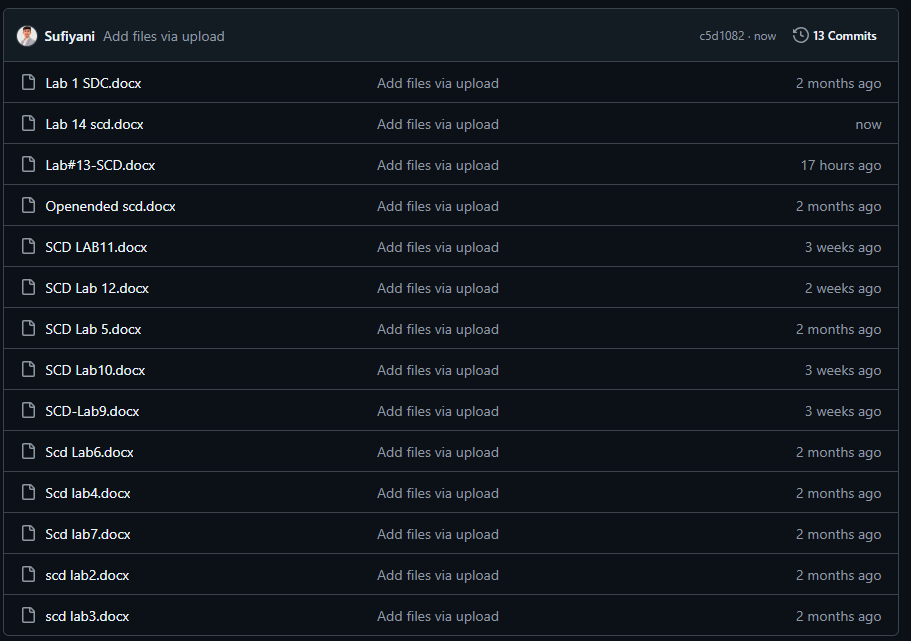 Sufiyani Add files via upload c5d1082 · now 13 Commits
Lab 1 SDC.docx Add files via upload 2 months ago
Lab 14 scd.docx Add files via upload now
Lab#13-SCD.docx Add files via upload 17 hours ago
Openended scd.docx Add files via upload 2 months ago
SCD LAB11.docx Add files via upload 3 weeks ago
SCD Lab 12.docx Add files via upload 2 weeks ago
SCD Lab 5.docx Add files via upload 2 months ago
SCD Lab10.docx Add files via upload 3 weeks ago
SCD-Lab9.docx Add files via upload 3 weeks ago
Scd Lab6.docx Add files via upload 2 months ago
Scd lab4.docx Add files via upload 2 months ago
Scd lab7.docx Add files via upload 2 months ago
scd lab2.docx Add files via upload 2 months ago
scd lab3.docx Add files via upload 2 months ago